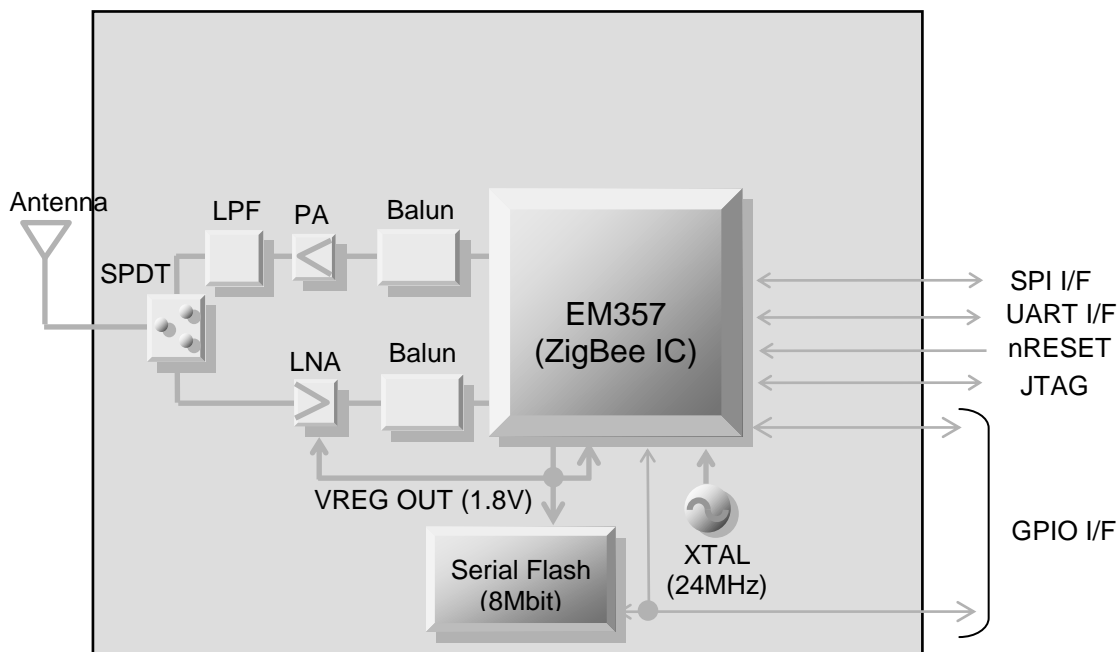 Antenna
LPF
PA
Balun
SPDT
EM357
(ZigBee IC)
LNA
Balun
VREG OUT (1.8V)
Serial Flash
(8Mbit)
XTAL
(24MHz)
SPI I/F
UART I/F
nRESET
JTAG
GPIO I/F